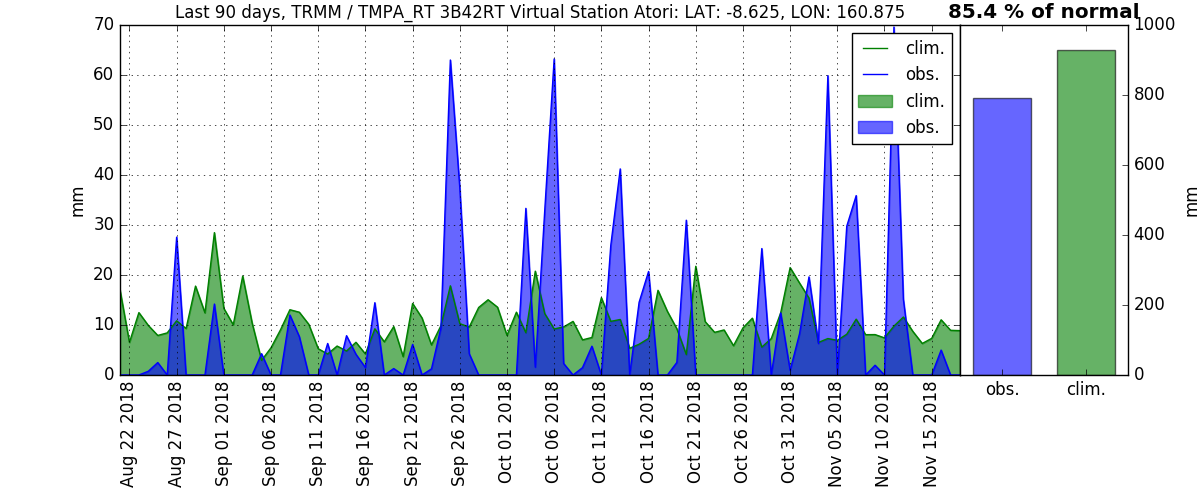 Last 90 days, TRMM / TMPA_RT 3B42RT Virtual Station Atori: LAT: -8.625, LON: 160.875
85.4 % of normal
70
60
50
40
30
20
10
0
mm
clim.
obs.
clim.
obs.
1000
800
600
400
200
0
mm
Aug 22 2018
Aug 27 2018
Sep 01 2018
Sep 06 2018
Sep 11 2018
Sep 16 2018
Sep 21 2018
Sep 26 2018
Oct 01 2018
Oct 06 2018
Oct 11 2018
Oct 16 2018
Oct 21 2018
Oct 26 2018
Oct 31 2018
Nov 05 2018
Nov 10 2018
Nov 15 2018
obs.
clim.